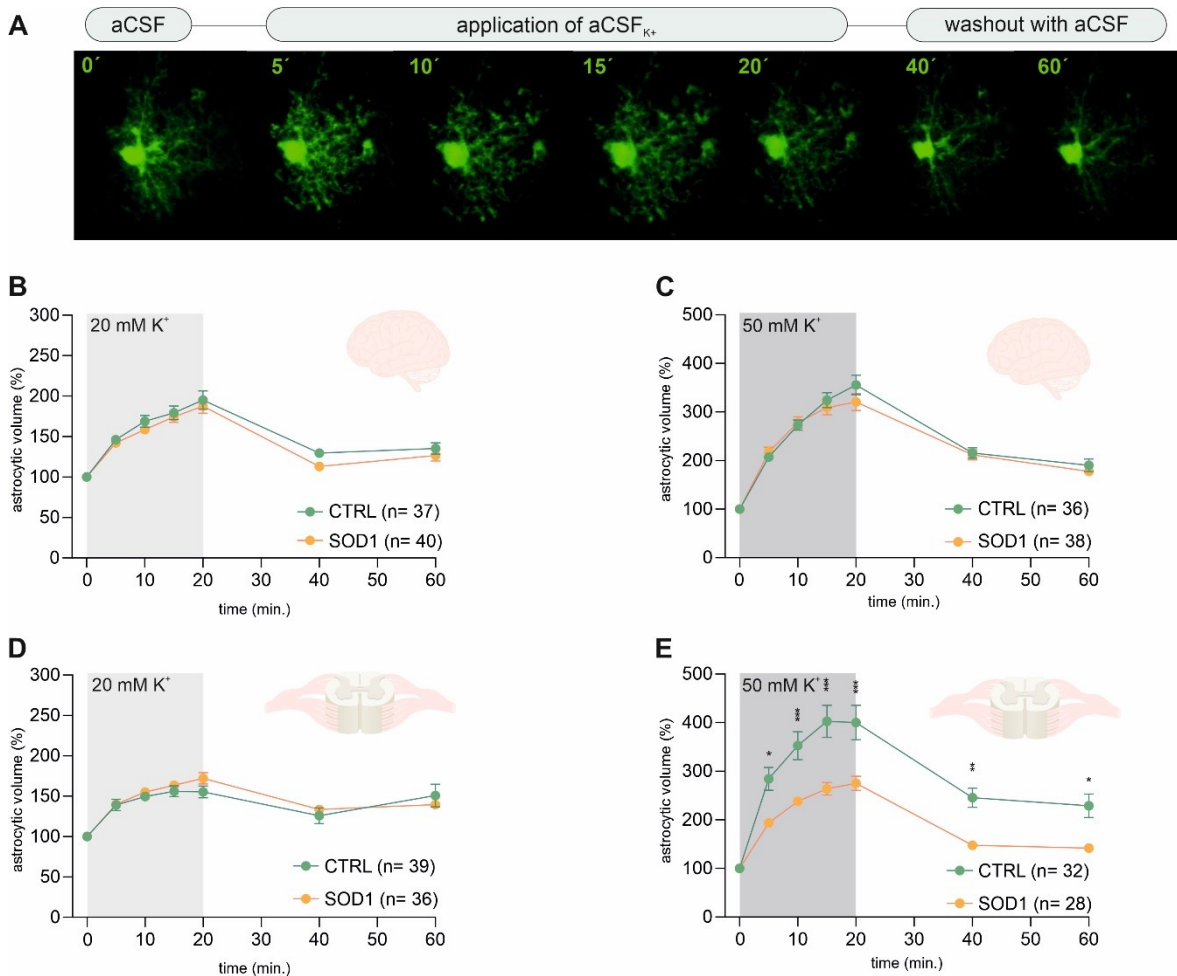 A
aCSF
application of aCSF K+
washout with aCSF
0´ 5´ 10´ 15´ 20´ 40´ 60´
B
20 mM K+
astrocytic volume (%)
300
250
200
150
100
50
0
CTRL (n= 37)
SOD1 (n= 40)
0 10 20 30 40 50 60
time (min.)
C
50 mM K+
astrocytic volume (%)
500
400
300
200
100
0
CTRL (n= 36)
SOD1 (n= 38)
0 10 20 30 40 50 60
time (min.)
D
20 mM K+
astrocytic volume (%)
300
250
200
150
100
50
0
CTRL (n= 39)
SOD1 (n= 36)
0 10 20 30 40 50 60
time (min.)
E
50 mM K+
astrocytic volume (%)
500
400
300
200
100
0
* *** *** *** ** *
CTRL (n= 32)
SOD1 (n= 28)
0 10 20 30 40 50 60
time (min.)